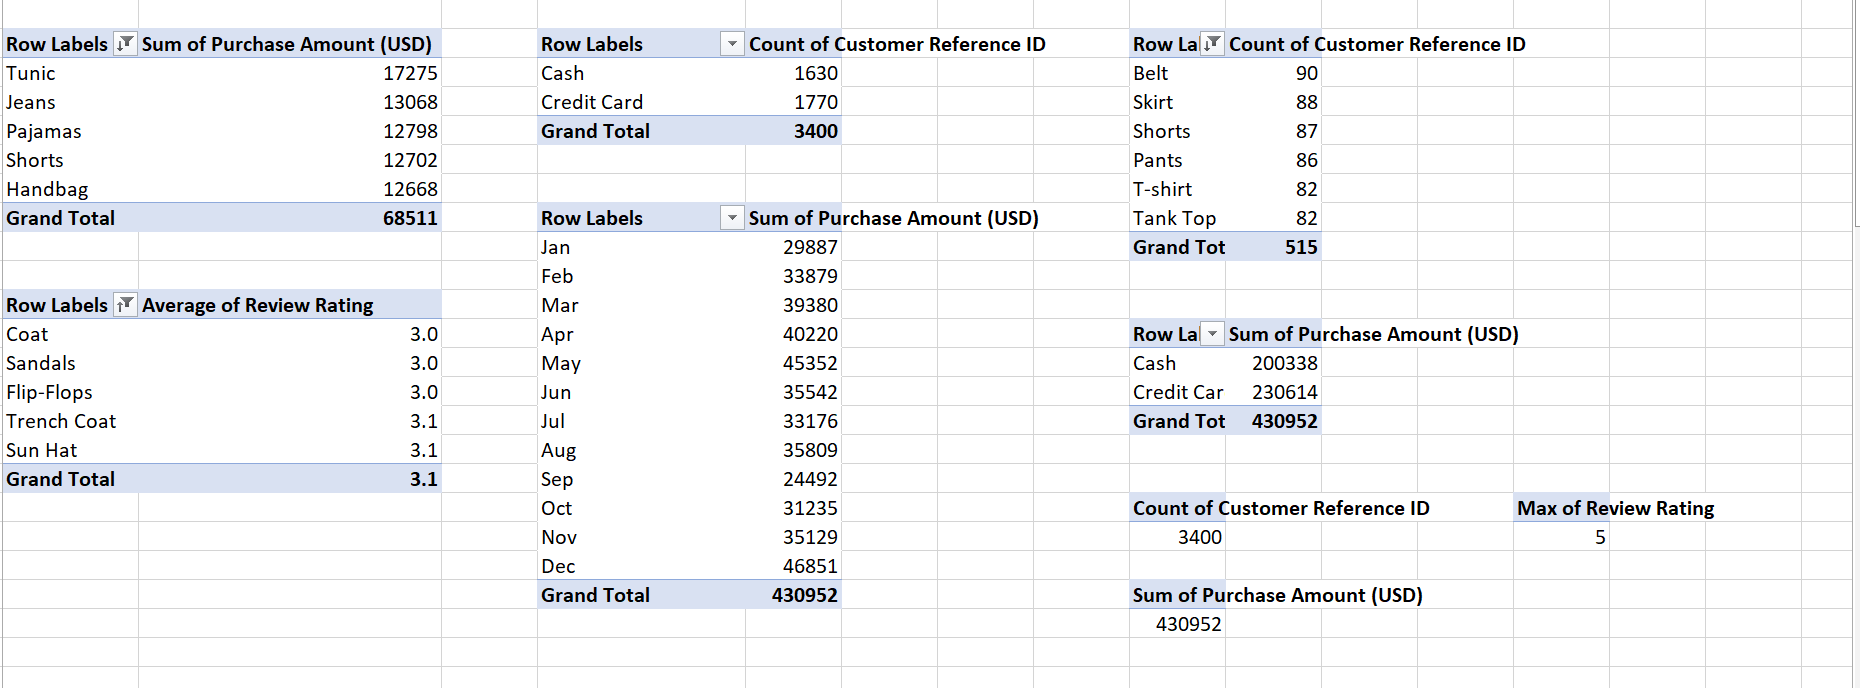 Row Labels Sum of Purchase Amount (USD)
Tunic 17275
Jeans 13068
Pajamas 12798
Shorts 12702
Handbag 12668
Grand Total 68511
Row Labels Average of Review Rating
Coat 3.0
Sandals 3.0
Flip-Flops 3.0
Trench Coat 3.1
Sun Hat 3.1
Grand Total 3.1
Row Labels Count of Customer Reference ID
Cash 1630
Credit Card 1770
Grand Total 3400
Row Labels Sum of Purchase Amount (USD)
Jan 29887
Feb 33879
Mar 39380
Apr 40220
May 45352
Jun 35542
Jul 33176
Aug 35809
Sep 24492
Oct 31235
Nov 35129
Dec 46851
Grand Total 430952
Row La Count of Customer Reference ID
Belt 90
Skirt 88
Shorts 87
Pants 86
T-shirt 82
Tank Top 82
Grand Tot 515
Row La Sum of Purchase Amount (USD)
Cash 200338
Credit Car 230614
Grand Tot 430952
Count of Customer Reference ID
3400
Max of Review Rating
5
Sum of Purchase Amount (USD)
430952